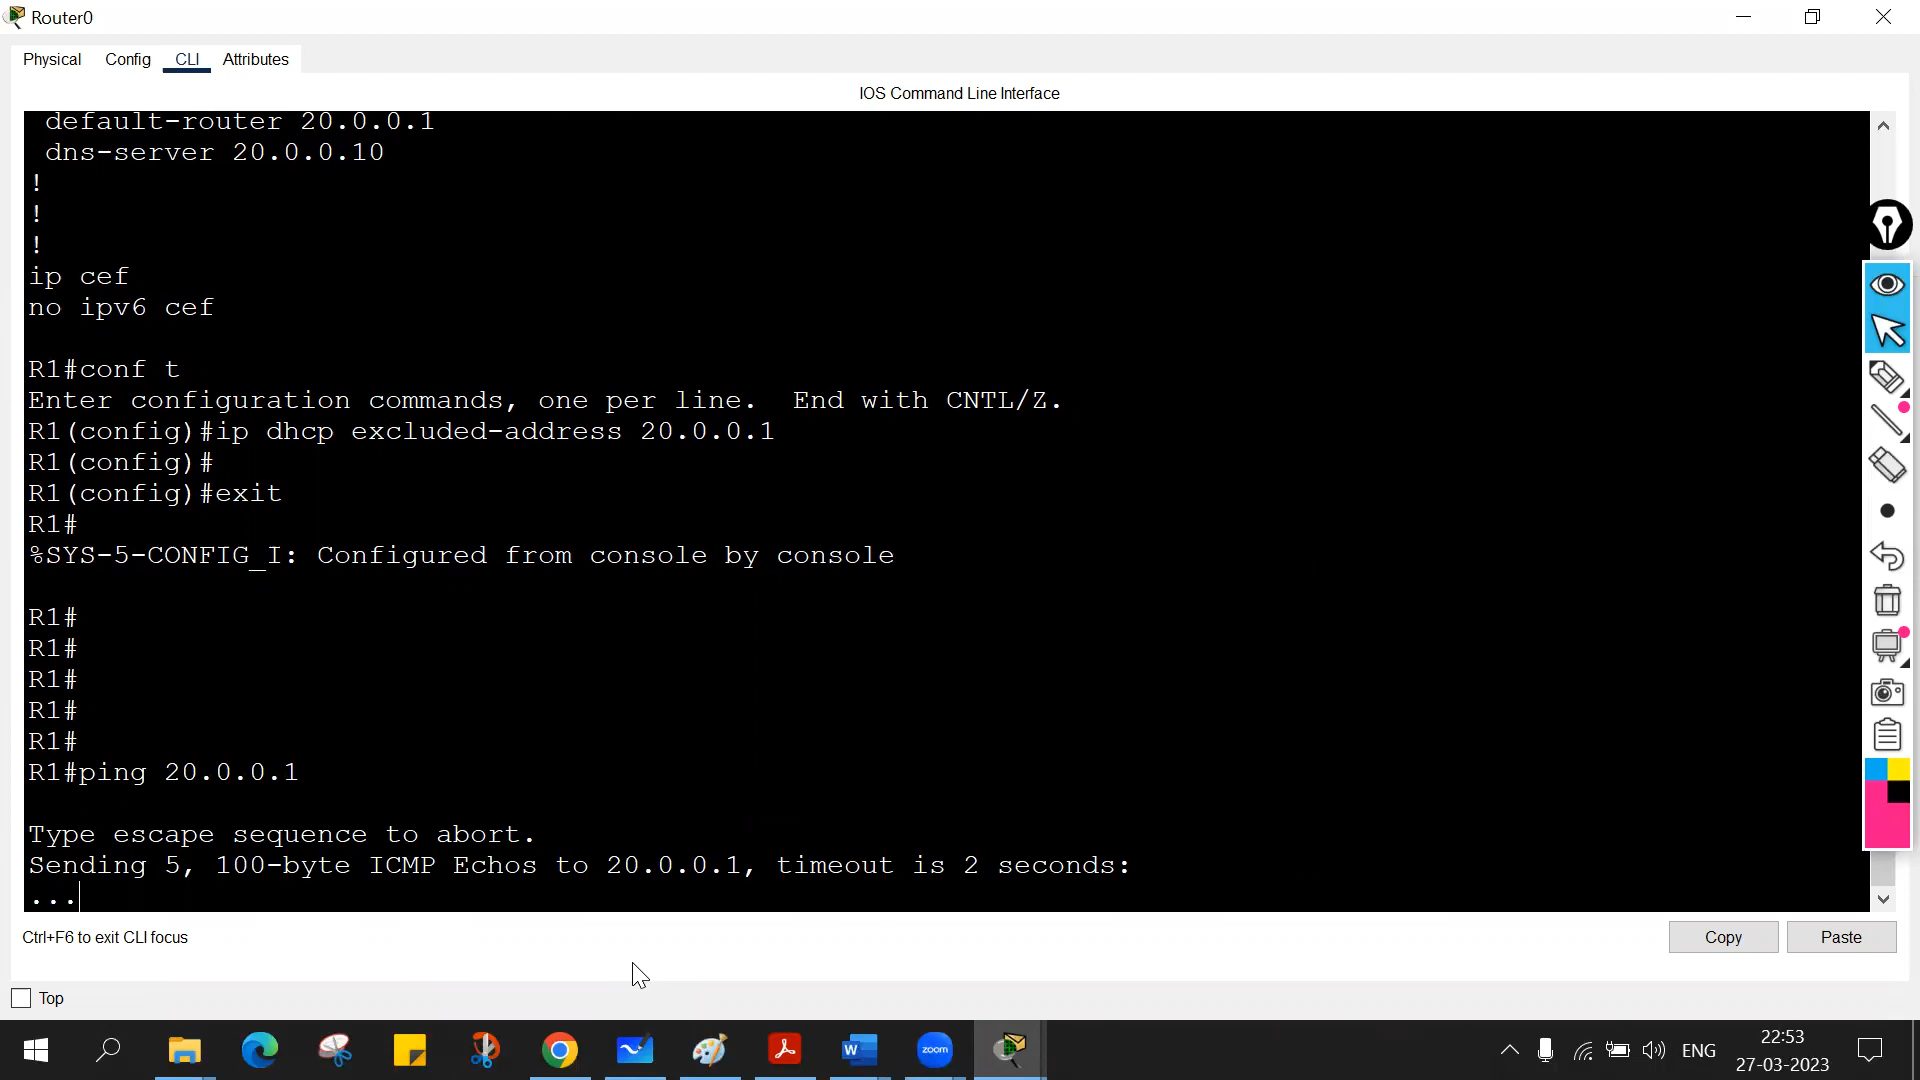 Router0
Physical Config CLI Attributes
IOS Command Line Interface
default-router 20.0.0.1
dns-server 20.0.0.10
!
!
!
ip cef
no ipv6 cef
R1#conf t
Enter configuration commands, one per line.  End with CNTL/Z.
R1(config)#ip dhcp excluded-address 20.0.0.1
R1(config)#
R1(config)#exit
R1#
%SYS-5-CONFIG_I: Configured from console by console
R1#
R1#
R1#
R1#
R1#
R1#ping 20.0.0.1
Type escape sequence to abort.
Sending 5, 100-byte ICMP Echos to 20.0.0.1, timeout is 2 seconds:
...
Ctrl+F6 to exit CLI focus
Copy Paste
Top
W zoom ENG
22:53
27-03-2023